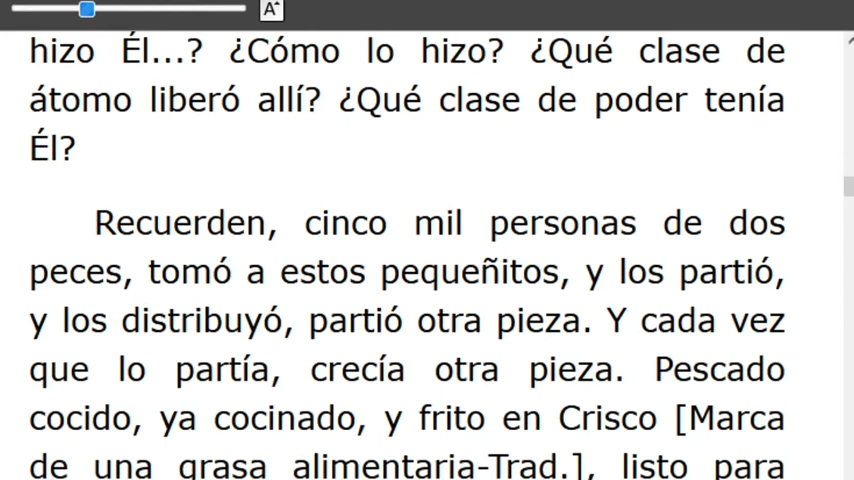 A
hizo Él...? ¿Cómo lo hizo? ¿Qué clase de
átomo liberó allí? ¿Qué clase de poder tenía
Él?
Recuerden, cinco mil personas de dos
peces, tomó a estos pequeñitos, y los partió,
y los distribuyó, partió otra pieza. Y cada vez
que lo partía, crecía otra pieza. Pescado
cocido, ya cocinado, y frito en Crisco [Marca
de una grasa alimentaria-Trad.], listo para